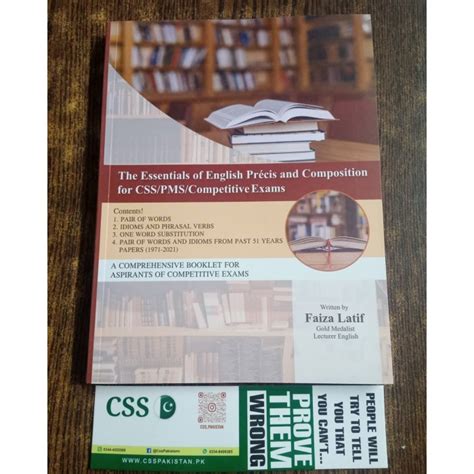 The Essentials of English Précis and Composition
for CSS/PMS/Competitive Exams
Contents!
1. PAIR OF WORDS
2. IDIOMS AND PHRASAL VERBS
3. ONE WORD SUBSTITUTION
4. PAIR OF WORDS AND IDIOMS FROM PAST 51 YEARS
PAPERS (1971-2021)
A COMPREHENSIVE BOOKLET FOR
ASPIRANTS OF COMPETITIVE EXAMS
Written by
Faiza Latif
Gold Medalist
Lecturer English
CSS
CSS.PAKISTAN
WWW.CSSPAKISTAN.PK
PROVE
THEM
WRONG
PEOPLE WILL
TRY TO TELL
YOU THAT
YOU CAN'T...